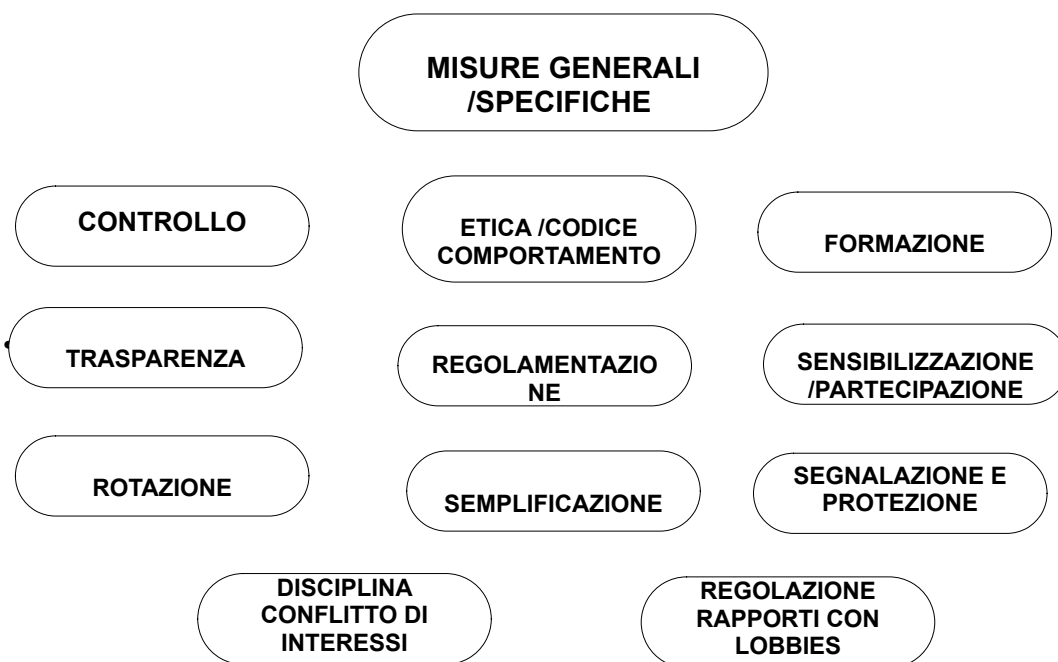 MISURE GENERALI
/SPECIFICHE
CONTROLLO
ETICA /CODICE
COMPORTAMENTO
FORMAZIONE
TRASPARENZA
REGOLAMENTAZIO
NE
SENSIBILIZZAZIONE
/PARTECIPAZIONE
ROTAZIONE
SEMPLIFICAZIONE
SEGNALAZIONE E
PROTEZIONE
DISCIPLINA
CONFLITTO DI
INTERESSI
REGOLAZIONE
RAPPORTI CON
LOBBIES